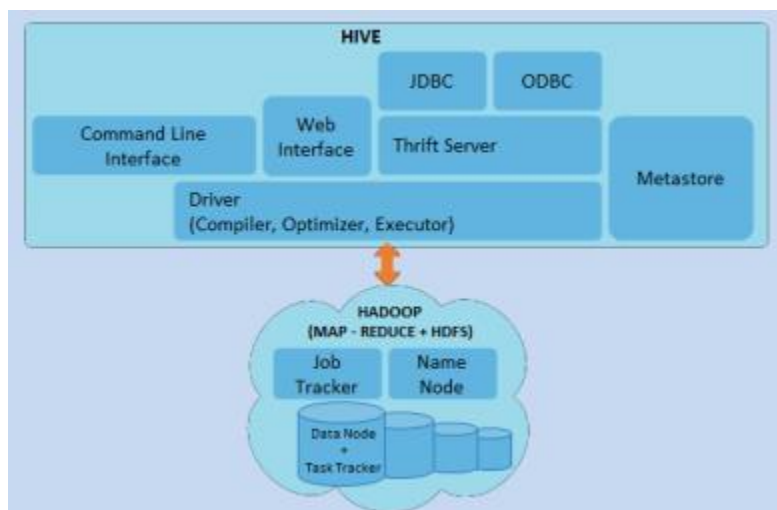 HIVE
JDBC
ODBC
Command Line
Interface
Web
Interface
Thrift Server
Metastore
Driver
(Compiler, Optimizer, Executor)
HADOOP
(MAP - REDUCE + HDFS)
Job
Tracker
Name
Node
Data Node
+
Task Tracker